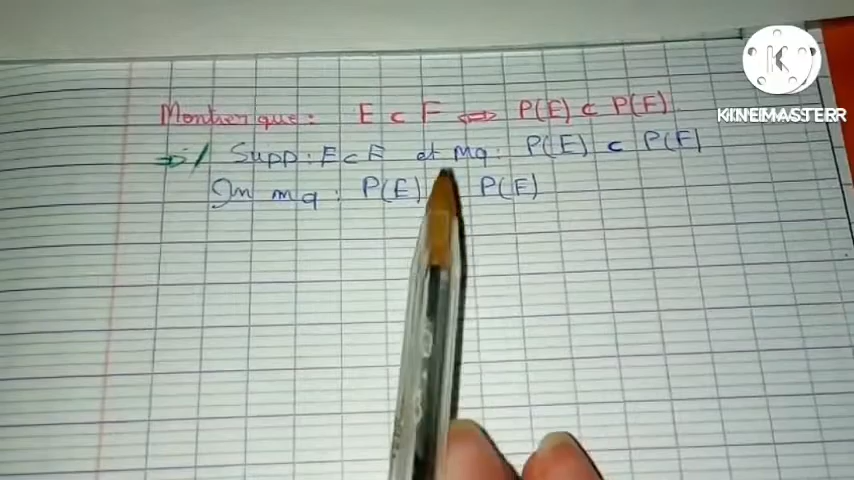 KINEMASTER
Montrer que : E ⊂ F ⟺ P(E) ⊂ P(F)
⇒ / Supp : E ⊂ F et Mq : P(E) ⊂ P(F)
On mq : P(E) P(F)